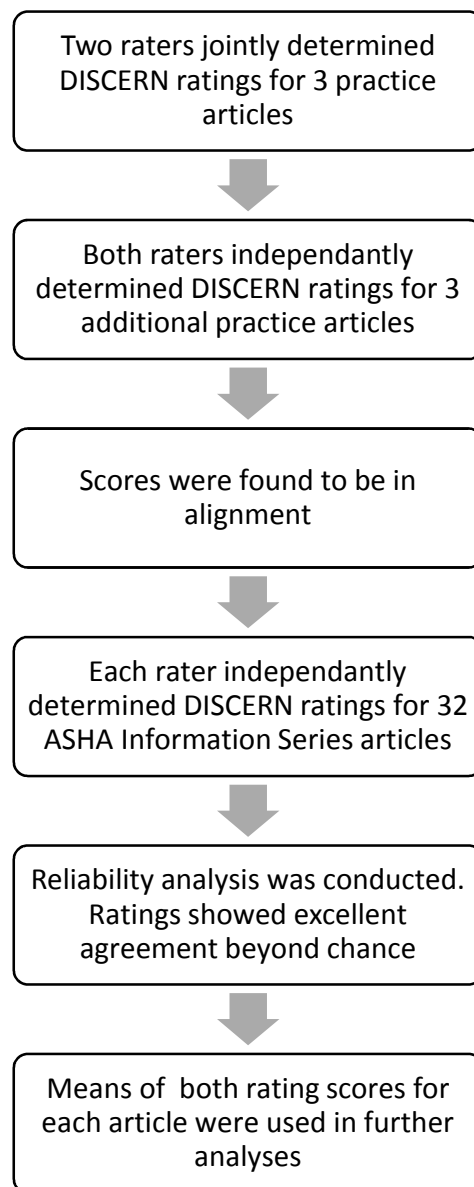 Two raters jointly determined
DISCERN ratings for 3 practice
articles
Both raters independantly
determined DISCERN ratings for 3
additional practice articles
Scores were found to be in
alignment
Each rater independantly
determined DISCERN ratings for 32
ASHA Information Series articles
Reliability analysis was conducted.
Ratings showed excellent
agreement beyond chance
Means of both rating scores for
each article were used in further
analyses